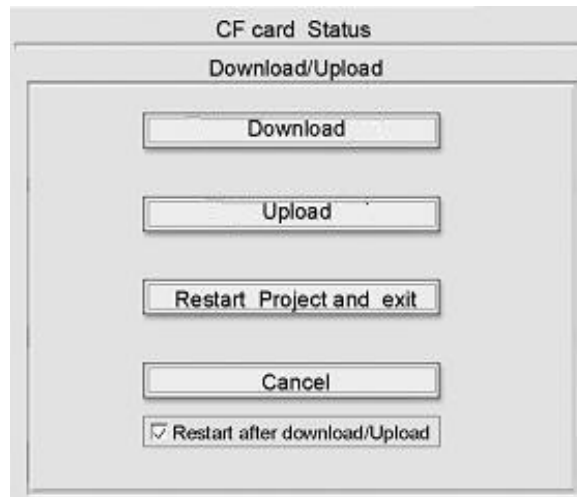 CF card Status
Download/Upload
Download
Upload
Restart Project and exit
Cancel
Restart after download/Upload